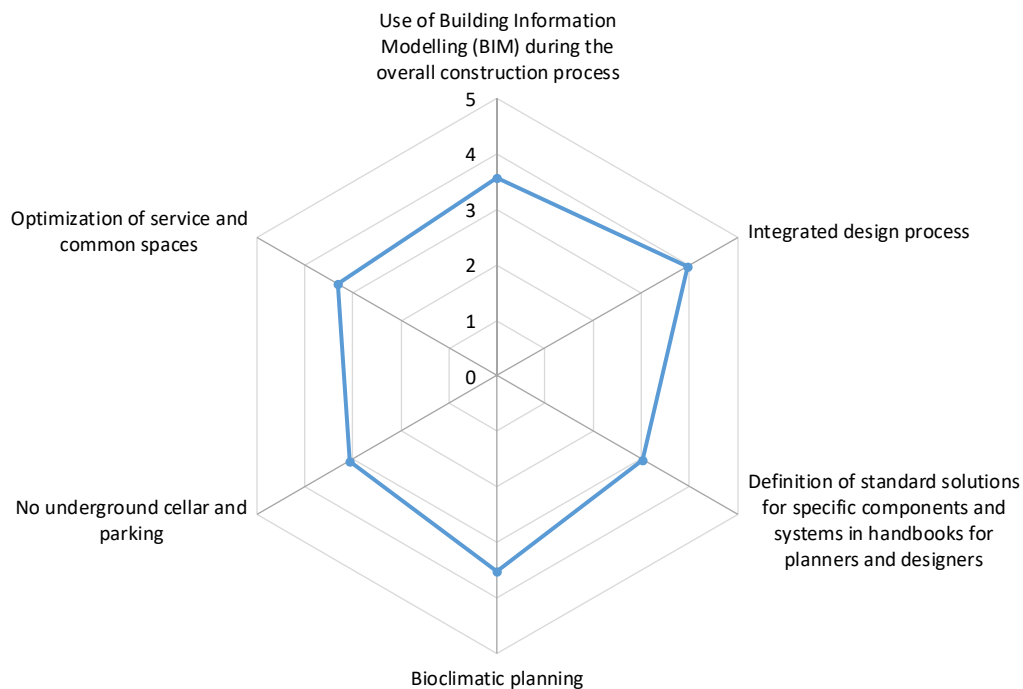 Use of Building Information
Modelling (BIM) during the
overall construction process
5
4
3
2
1
0
Integrated design process
Definition of standard solutions
for specific components and
systems in handbooks for
planners and designers
Bioclimatic planning
No underground cellar and
parking
Optimization of service and
common spaces